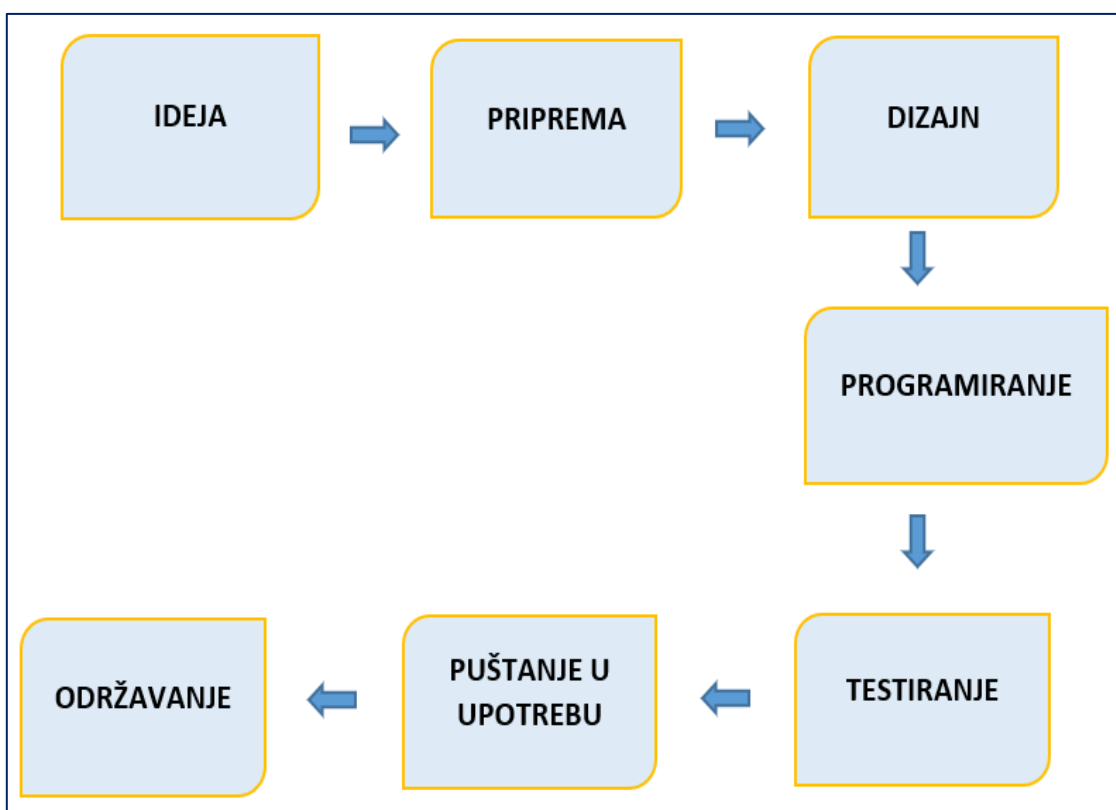 IDEJA
PRIPREMA
DIZAJN
PROGRAMIRANJE
TESTIRANJE
PUŠTANJE U
UPOTREBU
ODRŽAVANJE